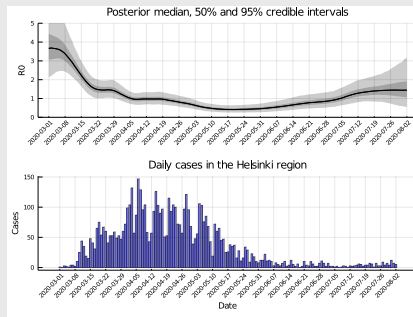 Posterior median, 50% and 95% credible intervals
R0
5
4
3
2
1
0
2020-03-01 2020-03-08 2020-03-15 2020-03-22 2020-03-29 2020-04-05 2020-04-12 2020-04-19 2020-04-26 2020-05-03 2020-05-10 2020-05-17 2020-05-24 2020-05-31 2020-06-07 2020-06-14 2020-06-21 2020-06-28 2020-07-05 2020-07-12 2020-07-19 2020-07-26 2020-08-02
Daily cases in the Helsinki region
Cases
150
100
50
0
2020-03-01 2020-03-08 2020-03-15 2020-03-22 2020-03-29 2020-04-05 2020-04-12 2020-04-19 2020-04-26 2020-05-03 2020-05-10 2020-05-17 2020-05-24 2020-05-31 2020-06-07 2020-06-14 2020-06-21 2020-06-28 2020-07-05 2020-07-12 2020-07-19 2020-07-26 2020-08-02
Date